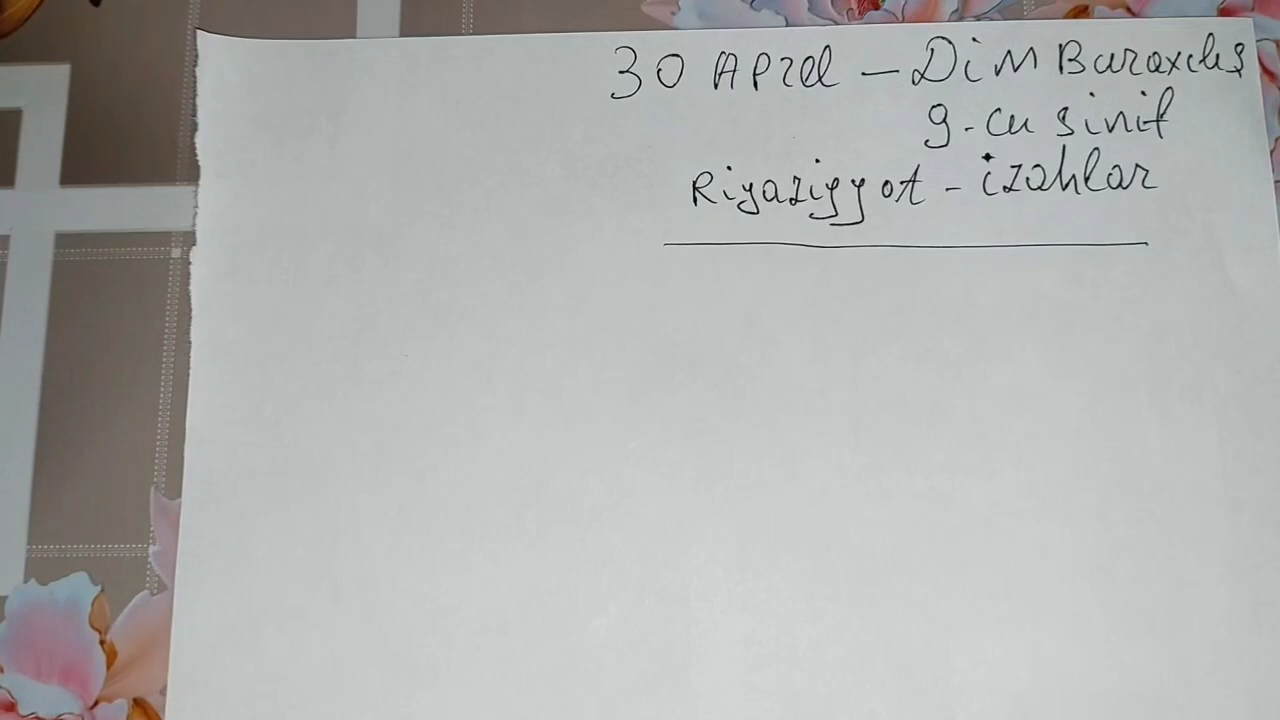 30 Aprel - DİM Buraxılış
9-cu sinif
Riyaziyyat - izahlar